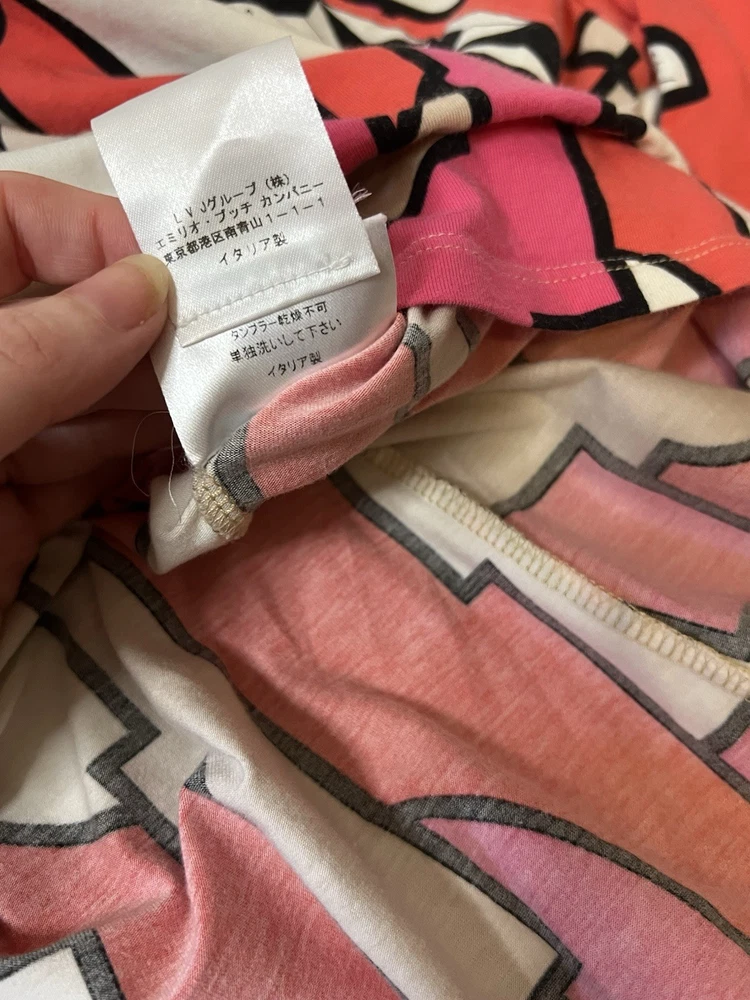 LVJグループ（株）
エミリオ・プッチ カンパニー
東京都港区南青山1-1-1
イタリア製
タンブラー乾燥不可
単独洗いして下さい
イタリア製